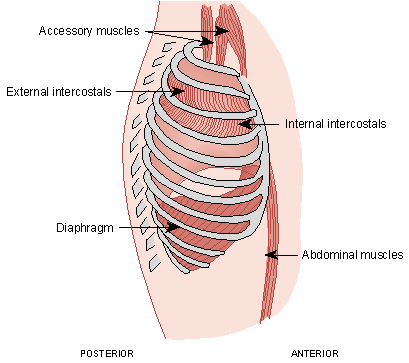 Accessory muscles
External intercostals
Internal intercostals
Diaphragm
Abdominal muscles
POSTERIOR
ANTERIOR